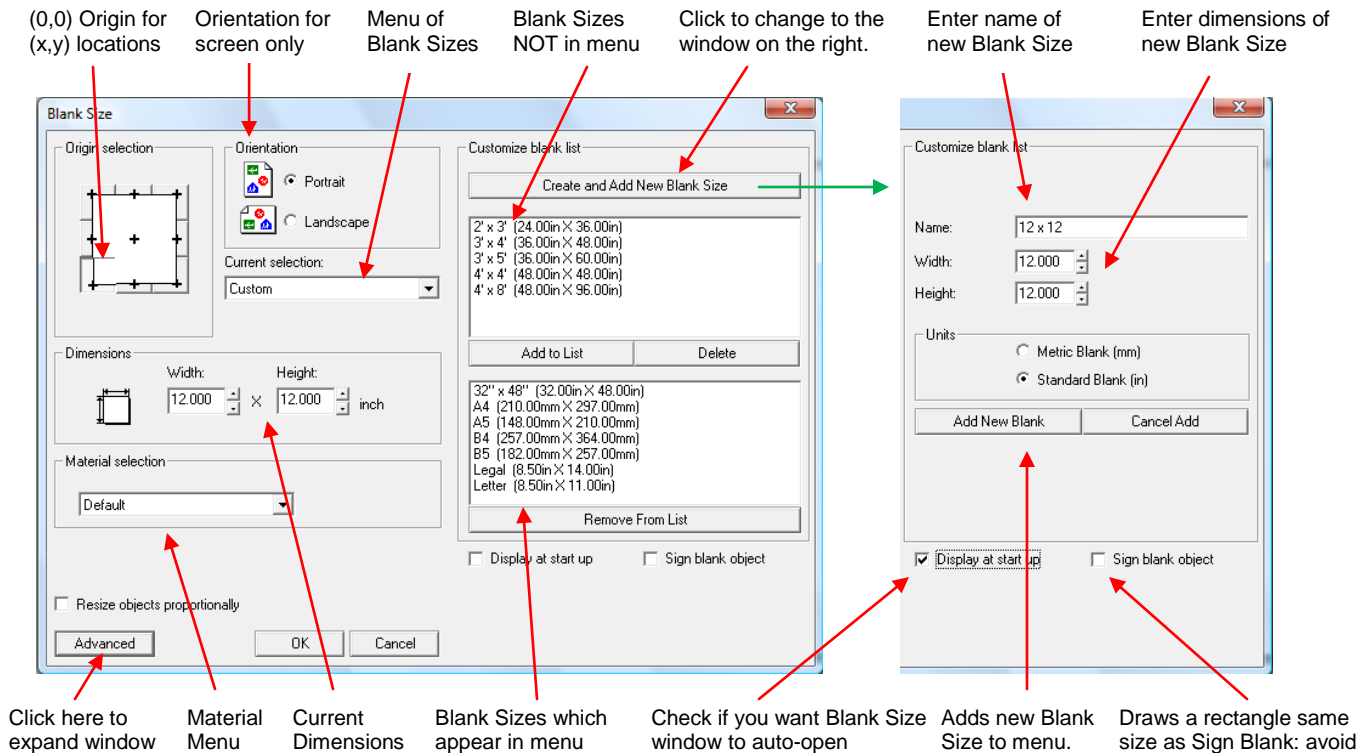 (0,0) Origin for
(x,y) locations
Orientation for
screen only
Menu of
Blank Sizes
Blank Sizes
NOT in menu
Click to change to the
window on the right.
Enter name of
new Blank Size
Enter dimensions of
new Blank Size
Blank Size
Origin selection
Orientation
Portrait
Landscape
Current selection:
Custom
Dimensions
Width:
Height:
12.000 X 12.000 inch
Material selection
Default
Resize objects proportionally
Advanced
OK
Cancel
Customize blank list
Create and Add New Blank Size
2' x 3' (24.00in X 36.00in)
3' x 4' (36.00in X 48.00in)
3' x 5' (36.00in X 60.00in)
4' x 4' (48.00in X 48.00in)
4' x 8' (48.00in X 96.00in)
Add to List
Delete
32'' x 48'' (32.00in X 48.00in)
A4 (210.00mm X 297.00mm)
A5 (148.00mm X 210.00mm)
B4 (257.00mm X 364.00mm)
B5 (182.00mm X 257.00mm)
Legal (8.50in X 14.00in)
Letter (8.50in X 11.00in)
Remove From List
Display at start up
Sign blank object
Customize blank list
Name: 12 x 12
Width: 12.000
Height: 12.000
Units
Metric Blank (mm)
Standard Blank (in)
Add New Blank
Cancel Add
Display at start up
Sign blank object
Click here to
expand window
Material
Menu
Current
Dimensions
Blank Sizes which
appear in menu
Check if you want Blank Size
window to auto-open
Adds new Blank
Size to menu.
Draws a rectangle same
size as Sign Blank: avoid